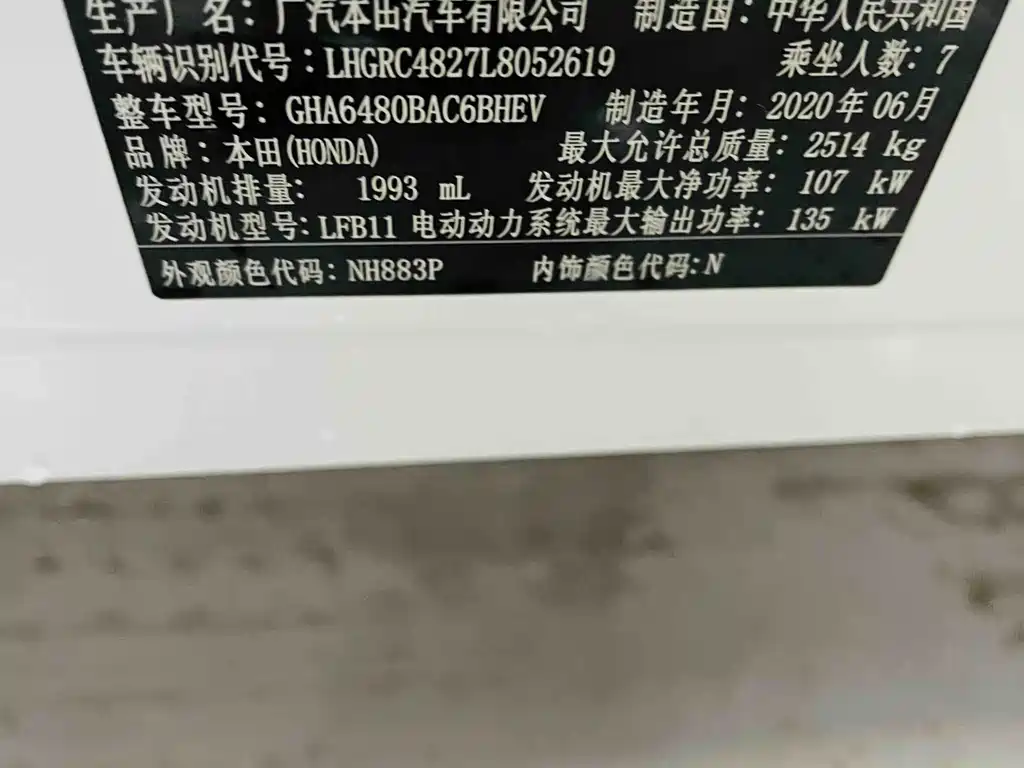 生产厂名：广汽本田汽车有限公司 制造国：中华人民共和国
车辆识别代号：LHGRC4827L8052619 乘坐人数：7
整车型号：GHA6480BAC6BHEV 制造年月：2020年06月
品牌：本田(HONDA) 最大允许总质量：2514 kg
发动机排量： 1993 mL 发动机最大净功率：107 kW
发动机型号：LFB11 电动动力系统最大输出功率：135 kW
外观颜色代码：NH883P 内饰颜色代码:N